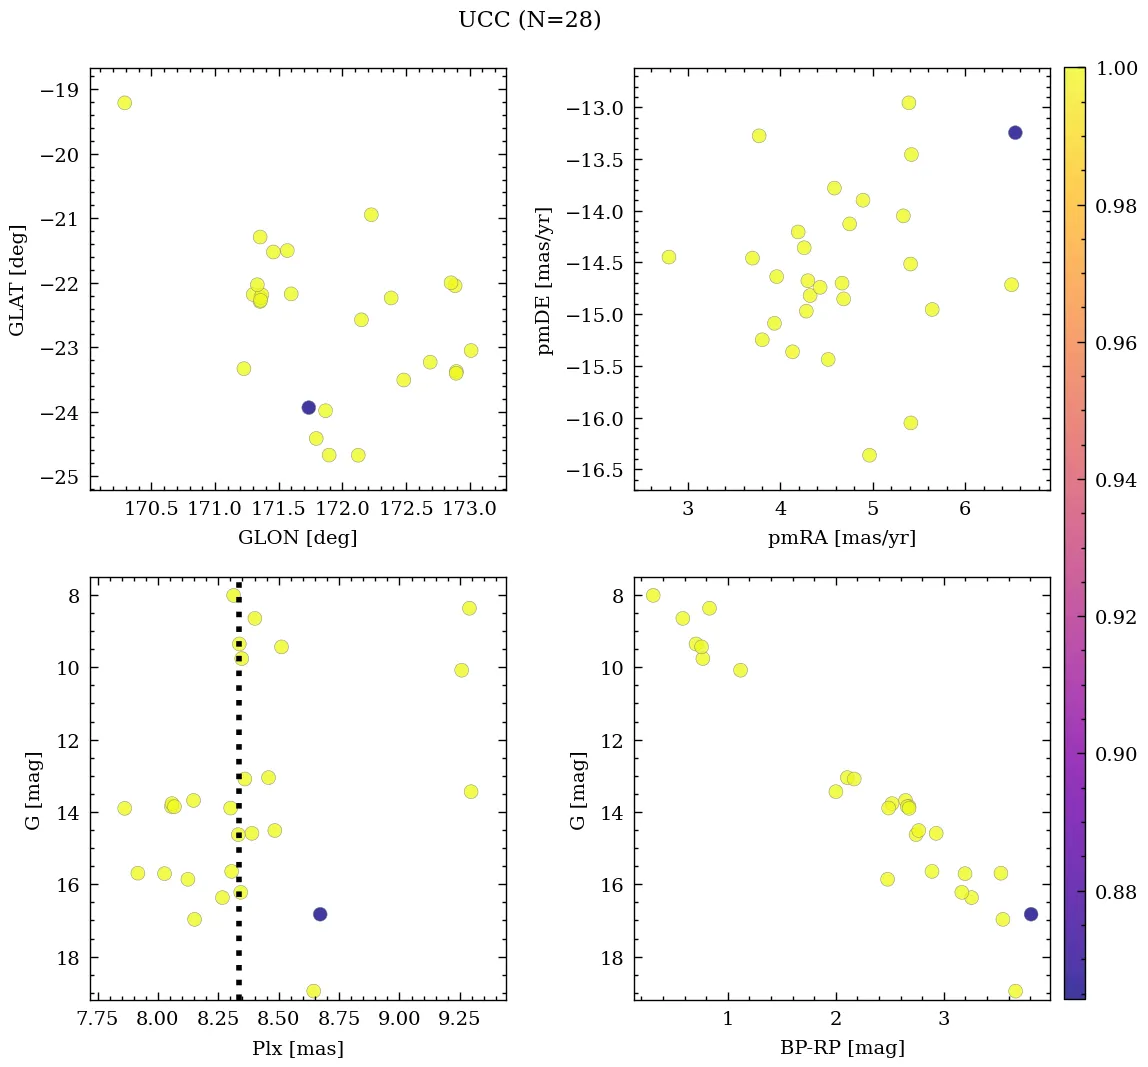 UCC (N=28)
−19
−20
−21
−22
−23
−24
−25
GLAT [deg]
170.5 171.0 171.5 172.0 172.5 173.0
GLON [deg]
−13.0
−13.5
−14.0
−14.5
−15.0
−15.5
−16.0
−16.5
pmDE [mas/yr]
3 4 5 6
pmRA [mas/yr]
1.00
0.98
0.96
0.94
0.92
0.90
0.88
8
10
12
14
16
18
G [mag]
7.75 8.00 8.25 8.50 8.75 9.00 9.25
Plx [mas]
8
10
12
14
16
18
G [mag]
1 2 3
BP-RP [mag]